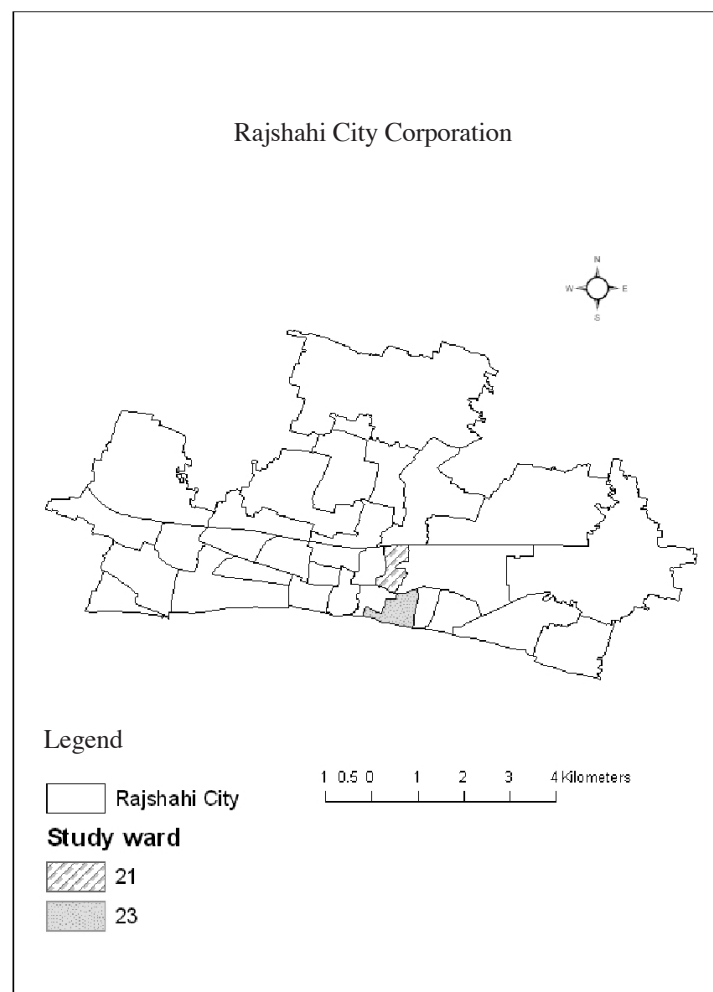 Rajshahi City Corporation
N
W E
S
Legend
1 0.5 0 1 2 3 4 Kilometers
Rajshahi City
Study ward
21
23